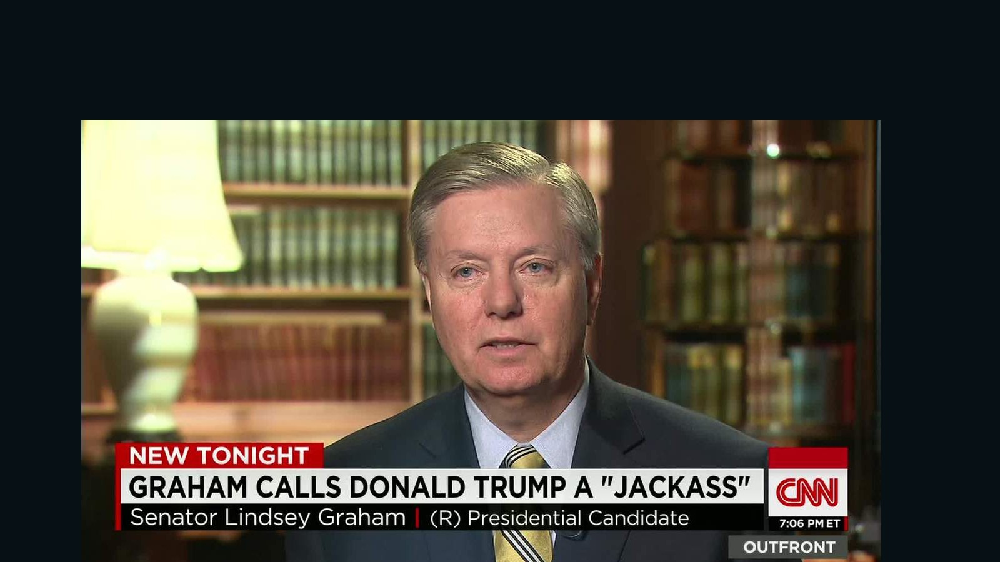 NEW TONIGHT
GRAHAM CALLS DONALD TRUMP A "JACKASS"
Senator Lindsey Graham | (R) Presidential Candidate
CNN
7:06 PM ET
OUTFRONT